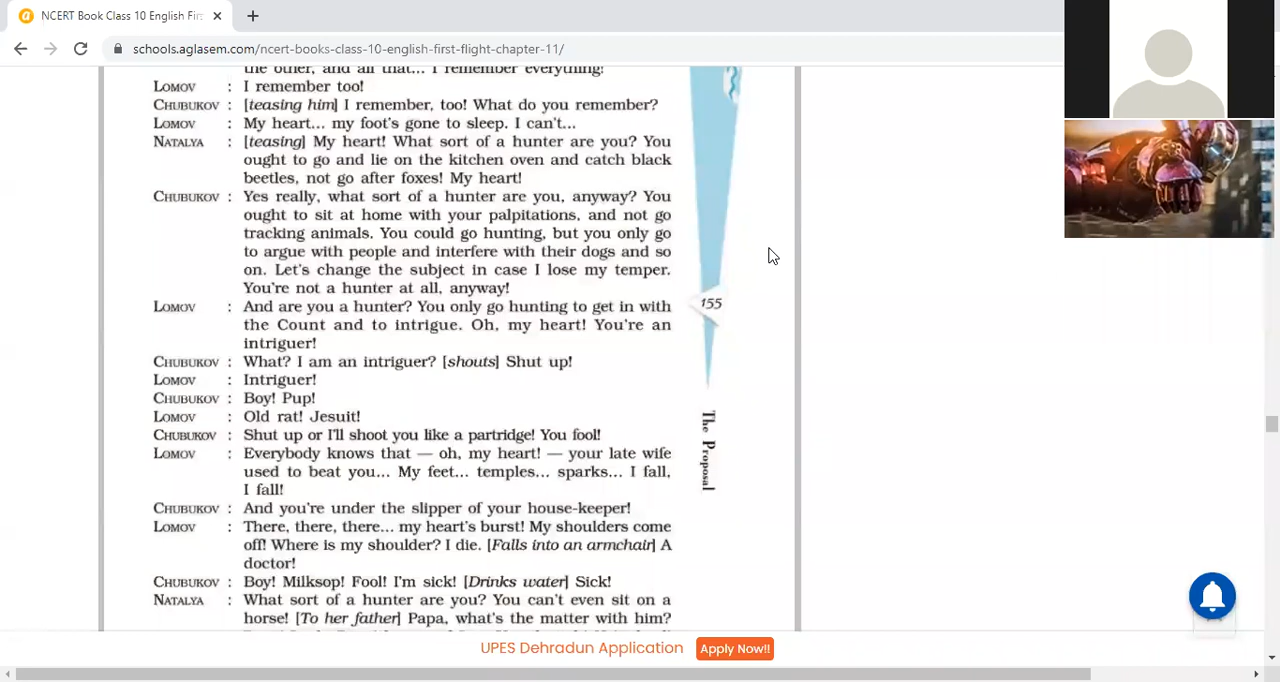 NCERT Book Class 10 English Firs
schools.aglasem.com/ncert-books-class-10-english-first-flight-chapter-11/
the other, and all that... I remember everything!
LOMOV : I remember too!
CHUBUKOV : [teasing him] I remember, too! What do you remember?
LOMOV : My heart... my foot's gone to sleep. I can't...
NATALYA : [teasing] My heart! What sort of a hunter are you? You
ought to go and lie on the kitchen oven and catch black
beetles, not go after foxes! My heart!
CHUBUKOV : Yes really, what sort of a hunter are you, anyway? You
ought to sit at home with your palpitations, and not go
tracking animals. You could go hunting, but you only go
to argue with people and interfere with their dogs and so
on. Let's change the subject in case I lose my temper.
You're not a hunter at all, anyway!
LOMOV : And are you a hunter? You only go hunting to get in with
the Count and to intrigue. Oh, my heart! You're an
intriguer!
CHUBUKOV : What? I am an intriguer? [shouts] Shut up!
LOMOV : Intriguer!
CHUBUKOV : Boy! Pup!
LOMOV : Old rat! Jesuit!
CHUBUKOV : Shut up or I'll shoot you like a partridge! You fool!
LOMOV : Everybody knows that — oh, my heart! — your late wife
used to beat you... My feet... temples... sparks... I fall,
I fall!
CHUBUKOV : And you're under the slipper of your house-keeper!
LOMOV : There, there, there... my heart's burst! My shoulders come
off! Where is my shoulder? I die. [Falls into an armchair] A
doctor!
CHUBUKOV : Boy! Milksop! Fool! I'm sick! [Drinks water] Sick!
NATALYA : What sort of a hunter are you? You can't even sit on a
horse! [To her father] Papa, what's the matter with him?
155
The Proposal
UPES Dehradun Application
Apply Now!!